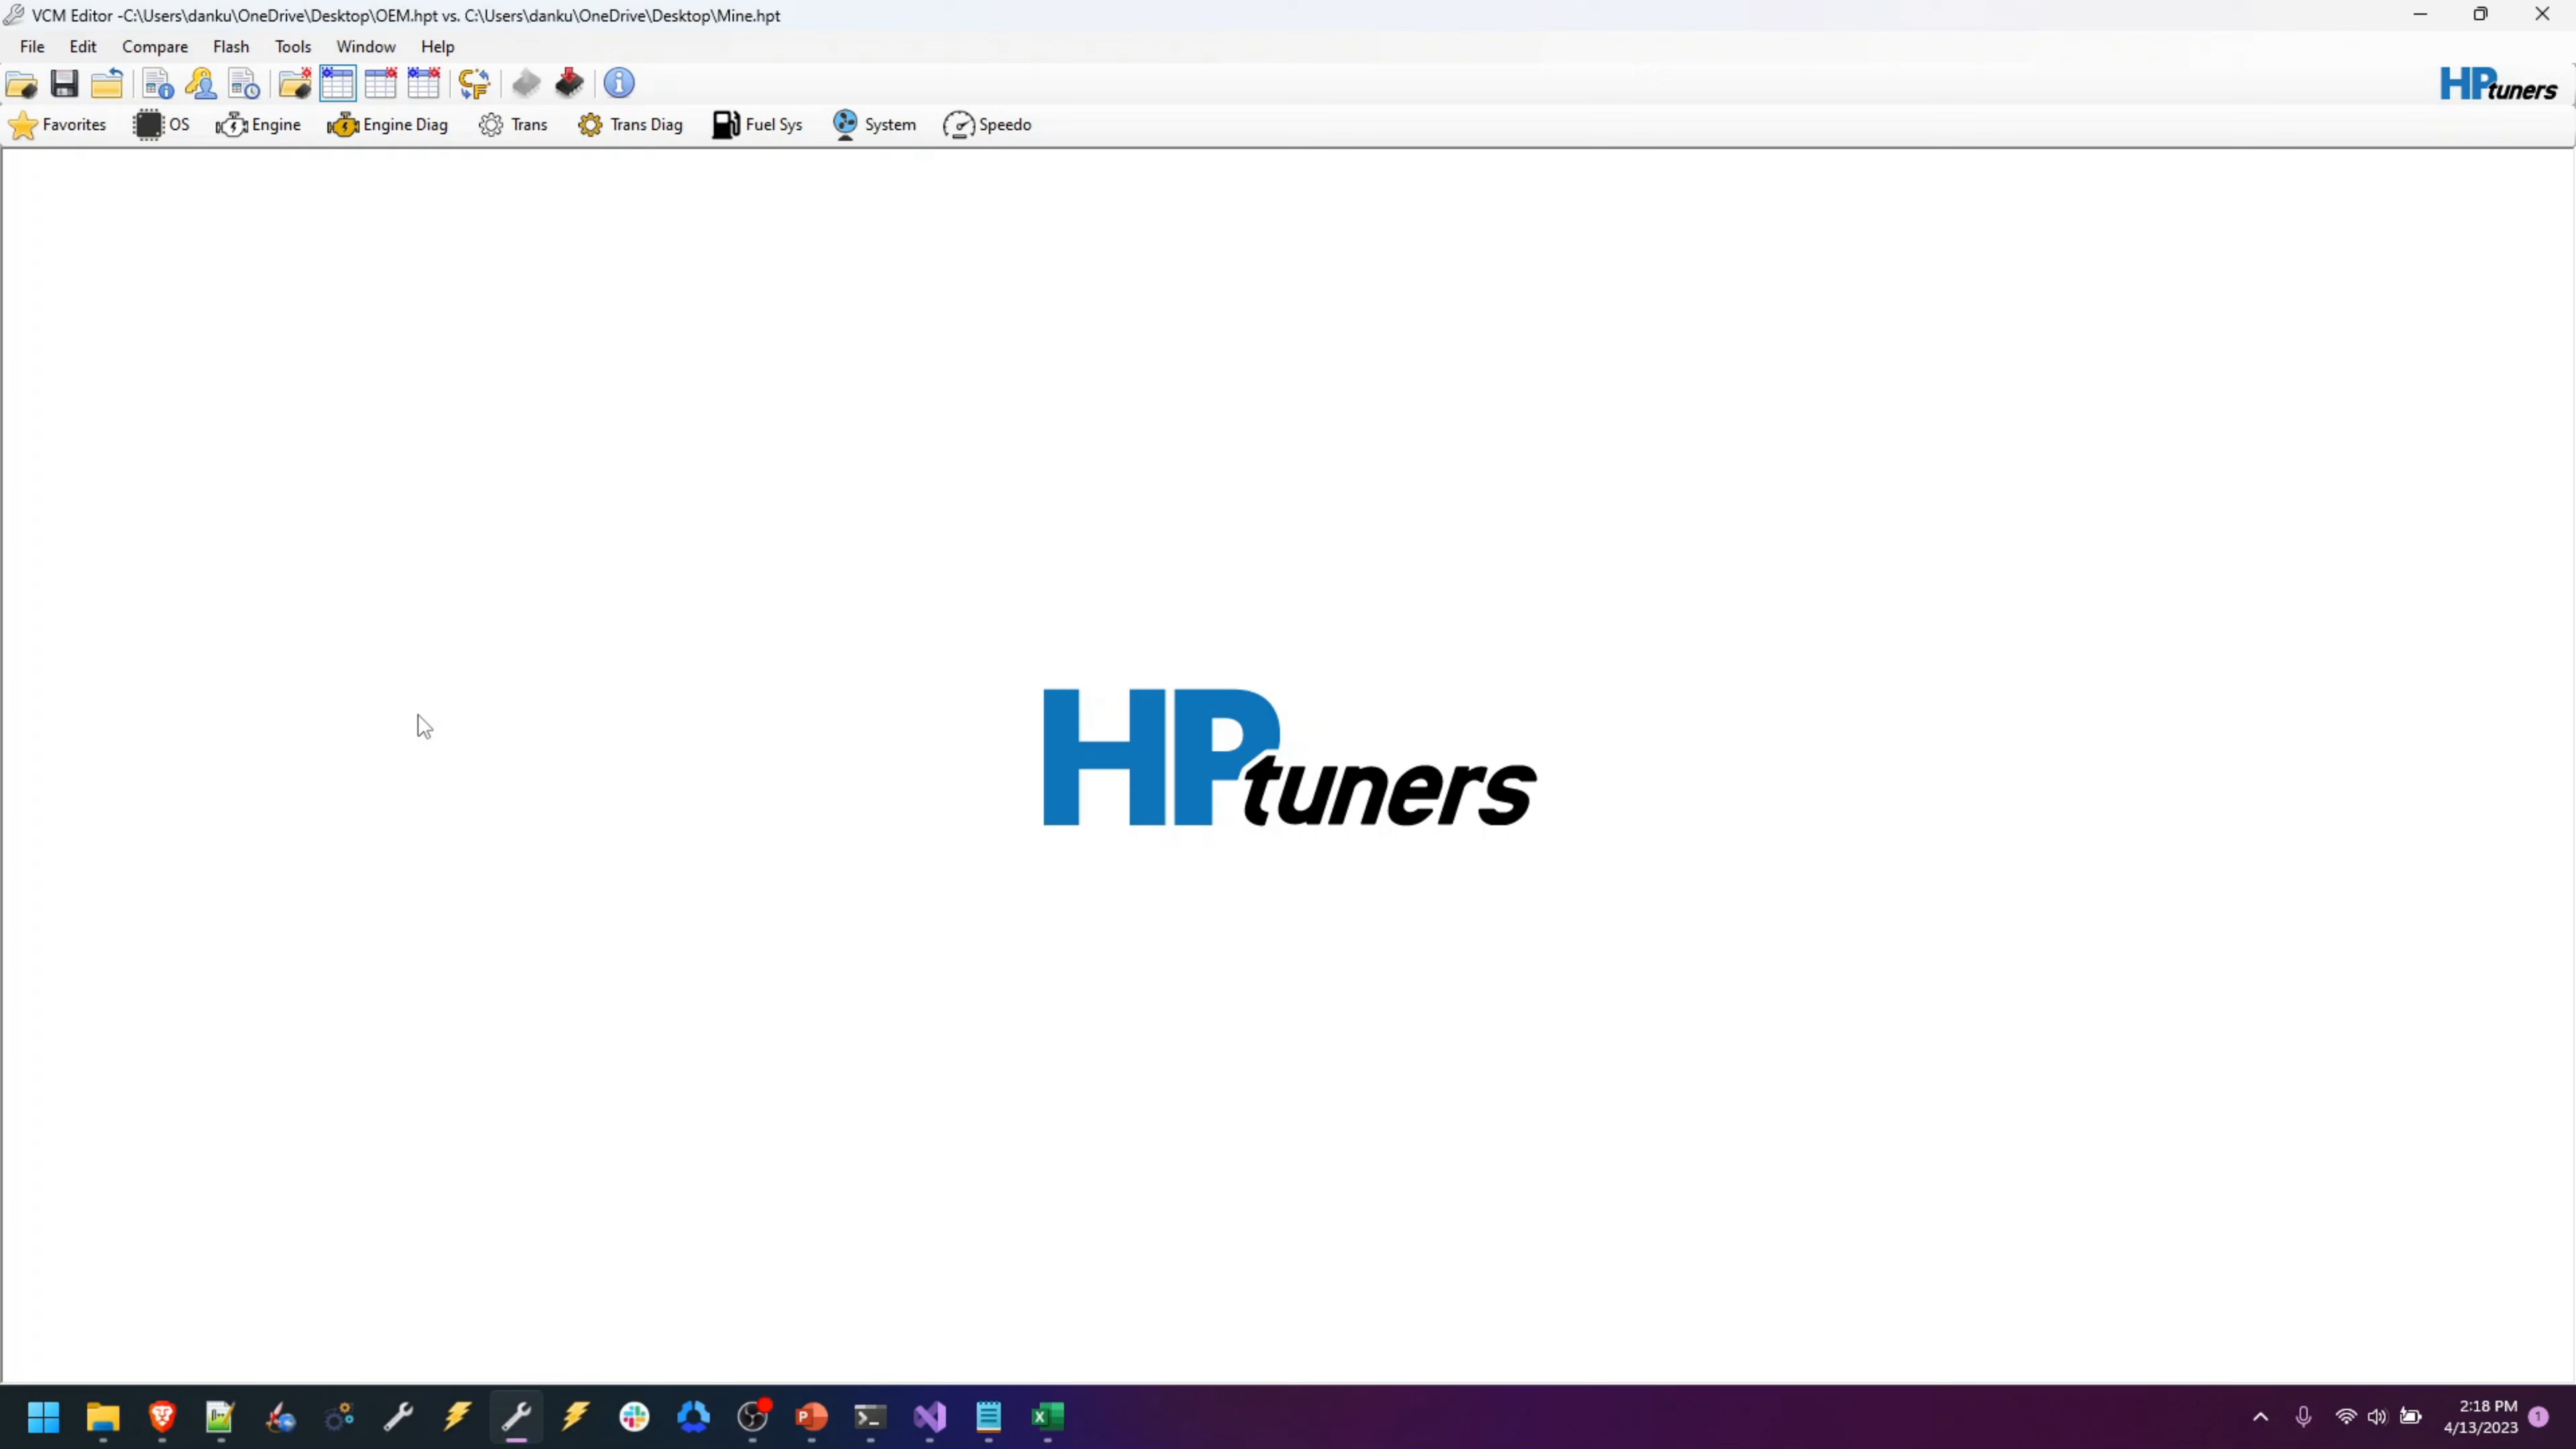 VCM Editor -C:\Users\danku\OneDrive\Desktop\OEM.hpt vs. C:\Users\danku\OneDrive\Desktop\Mine.hpt
File Edit Compare Flash Tools Window Help
HPtuners
Favorites OS Engine Engine Diag Trans Trans Diag Fuel Sys System Speedo
HPtuners
2:18 PM
4/13/2023 1